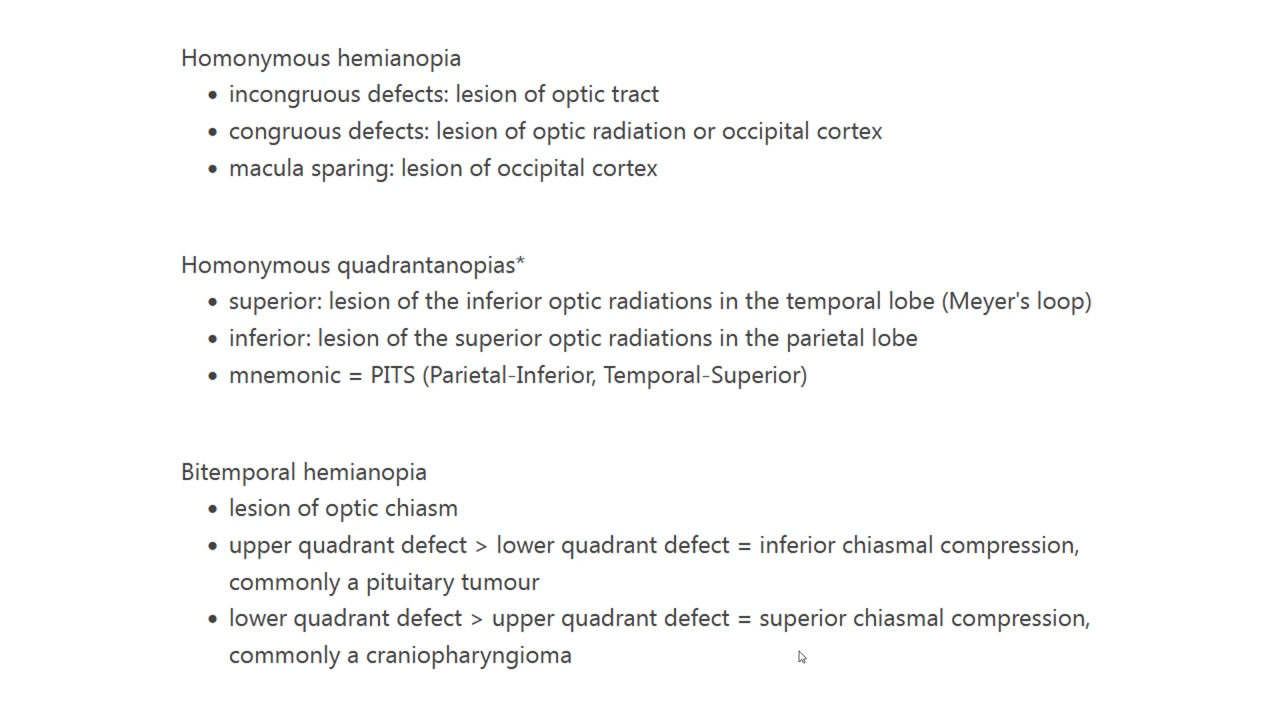 Homonymous hemianopia
• incongruous defects: lesion of optic tract
• congruous defects: lesion of optic radiation or occipital cortex
• macula sparing: lesion of occipital cortex
Homonymous quadrantanopias*
• superior: lesion of the inferior optic radiations in the temporal lobe (Meyer's loop)
• inferior: lesion of the superior optic radiations in the parietal lobe
• mnemonic = PITS (Parietal-Inferior, Temporal-Superior)
Bitemporal hemianopia
• lesion of optic chiasm
• upper quadrant defect > lower quadrant defect = inferior chiasmal compression,
commonly a pituitary tumour
• lower quadrant defect > upper quadrant defect = superior chiasmal compression,
commonly a craniopharyngioma